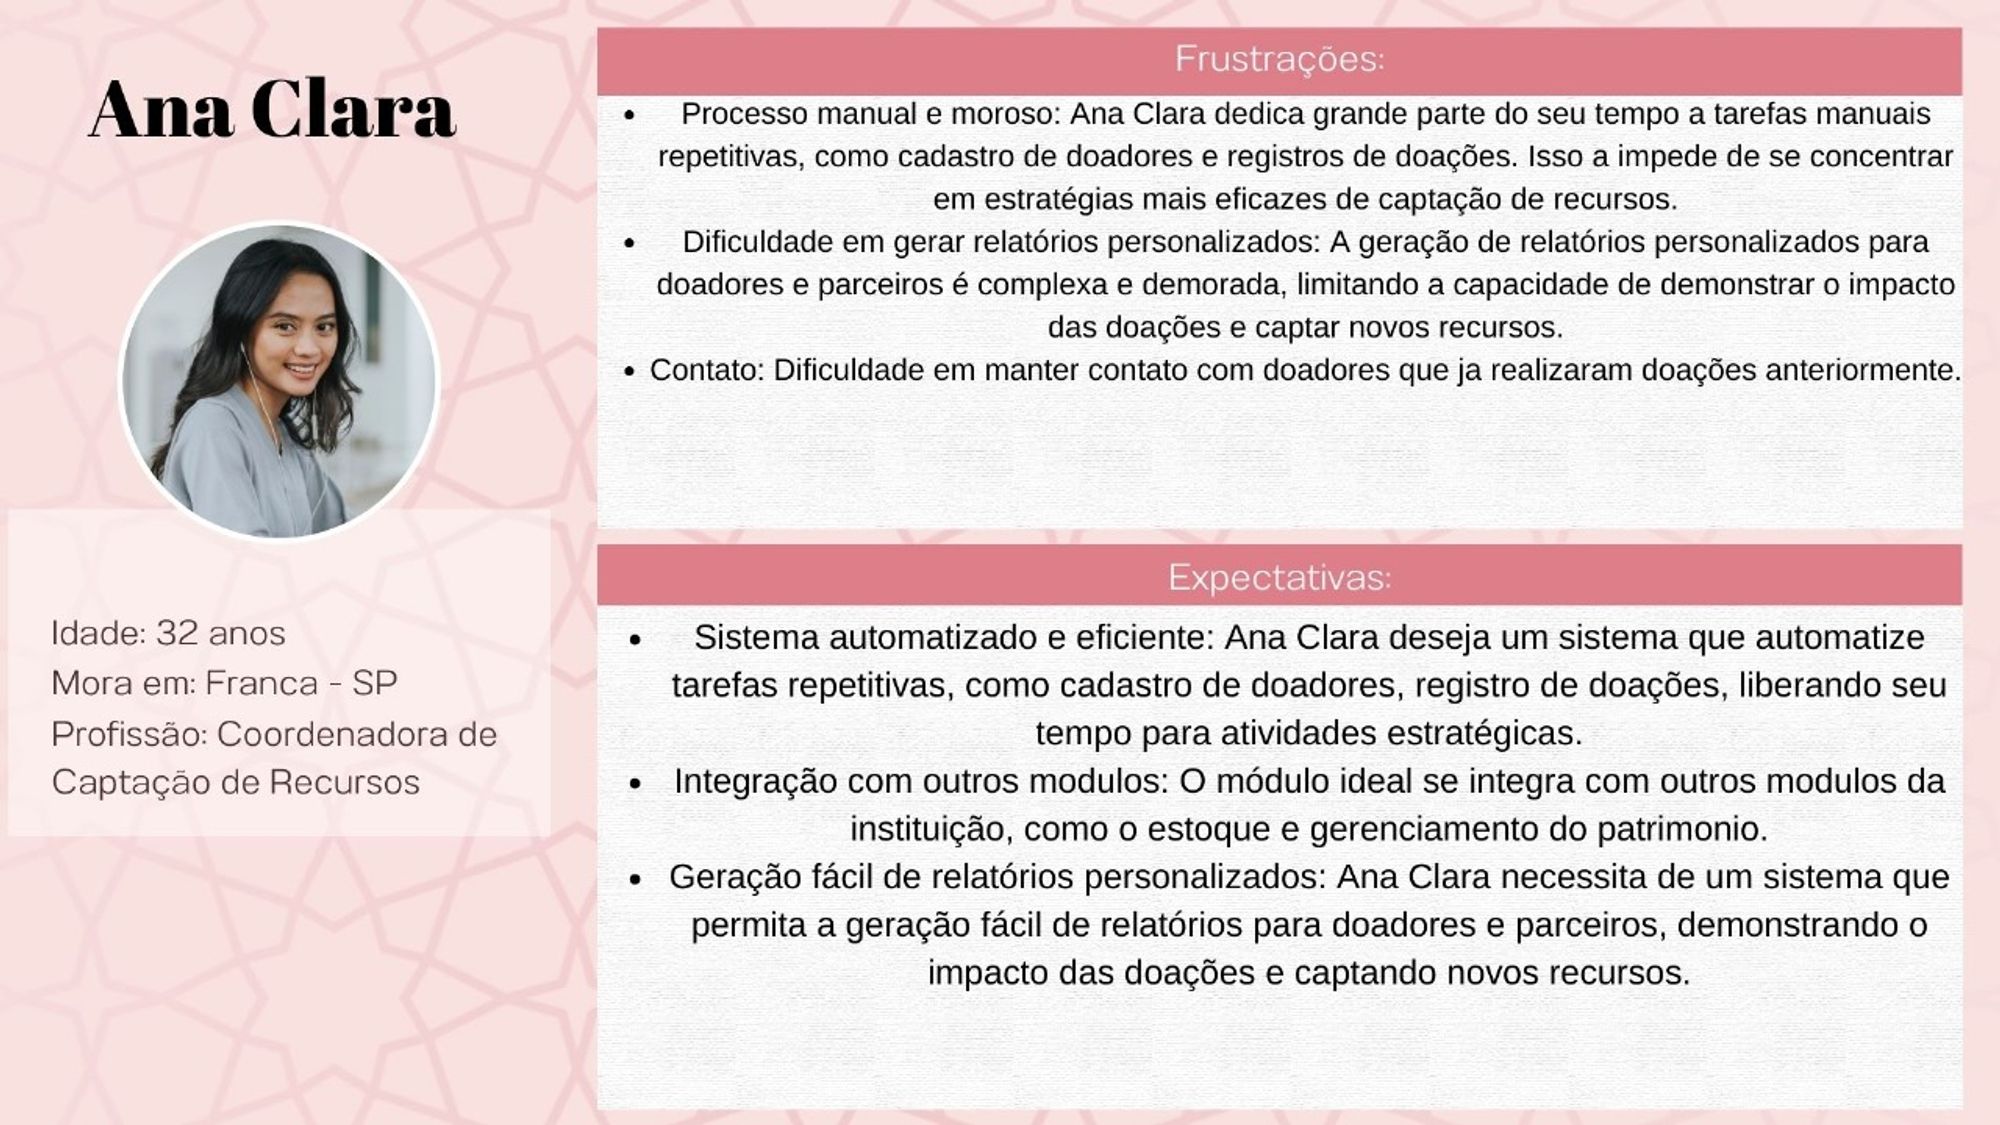 Ana Clara
Idade: 32 anos
Mora em: Franca - SP
Profissão: Coordenadora de
Captação de Recursos
Frustrações:
• Processo manual e moroso: Ana Clara dedica grande parte do seu tempo a tarefas manuais
repetitivas, como cadastro de doadores e registros de doações. Isso a impede de se concentrar
em estratégias mais eficazes de captação de recursos.
• Dificuldade em gerar relatórios personalizados: A geração de relatórios personalizados para
doadores e parceiros é complexa e demorada, limitando a capacidade de demonstrar o impacto
das doações e captar novos recursos.
• Contato: Dificuldade em manter contato com doadores que ja realizaram doações anteriormente.
Expectativas:
• Sistema automatizado e eficiente: Ana Clara deseja um sistema que automatize
tarefas repetitivas, como cadastro de doadores, registro de doações, liberando seu
tempo para atividades estratégicas.
• Integração com outros modulos: O módulo ideal se integra com outros modulos da
instituição, como o estoque e gerenciamento do patrimonio.
• Geração fácil de relatórios personalizados: Ana Clara necessita de um sistema que
permita a geração fácil de relatórios para doadores e parceiros, demonstrando o
impacto das doações e captando novos recursos.